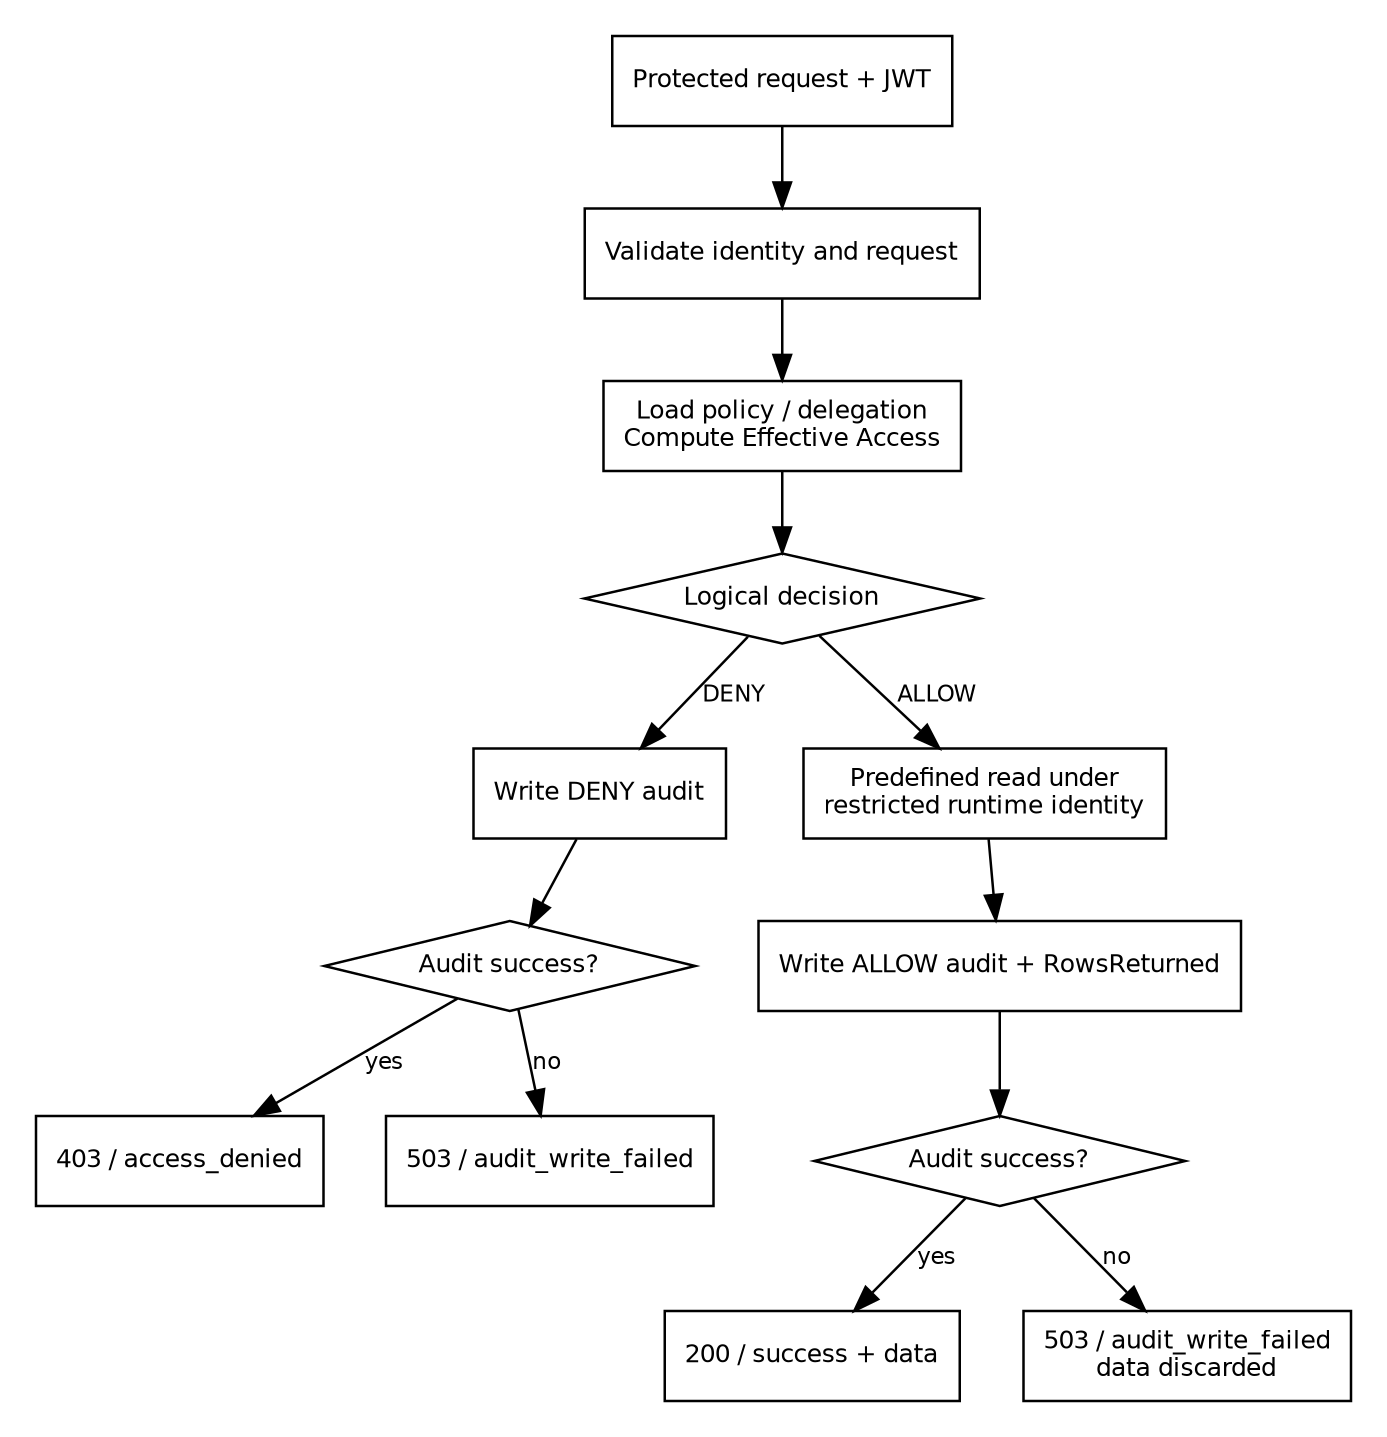 Protected request + JWT
Validate identity and request
Load policy / delegation
Compute Effective Access
Logical decision
DENY
ALLOW
Write DENY audit
Predefined read under
restricted runtime identity
Audit success?
Write ALLOW audit + RowsReturned
yes
no
403 / access_denied
503 / audit_write_failed
Audit success?
yes
no
200 / success + data
503 / audit_write_failed
data discarded